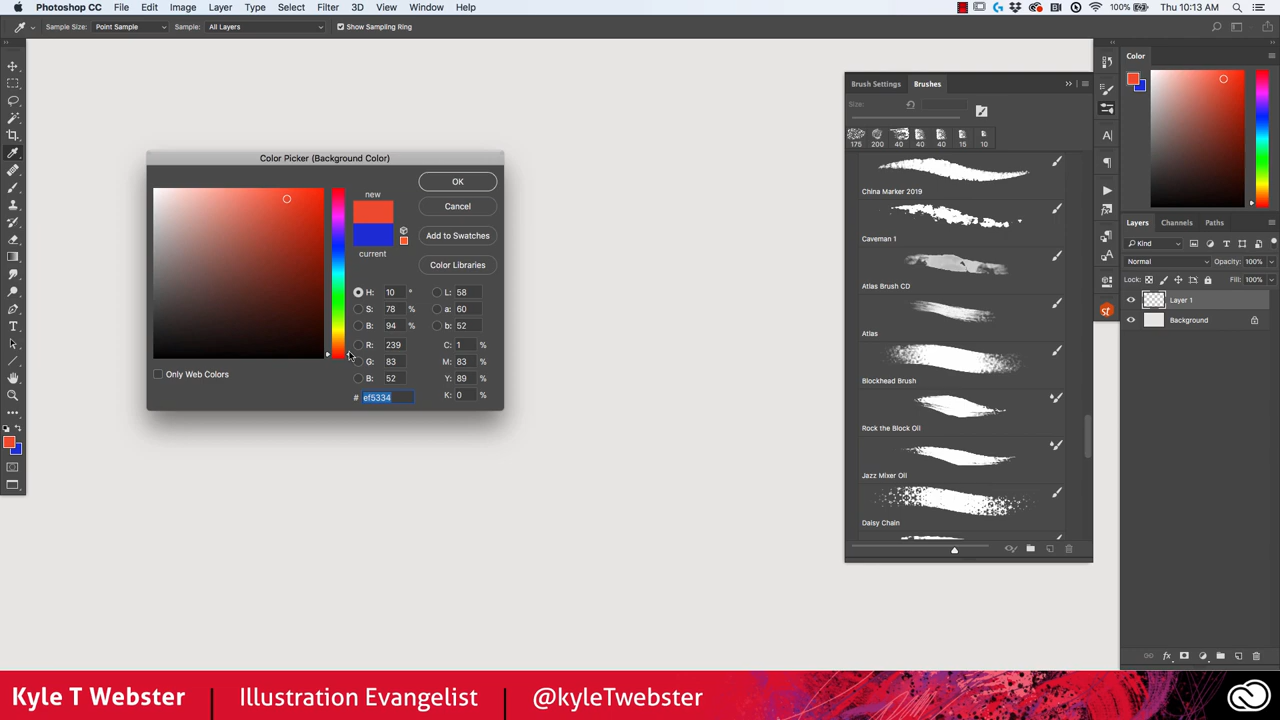 Photoshop CC File Edit Image Layer Type Select Filter 3D View Window Help 100% Thu 10:13 AM
Sample Size: Point Sample Sample: All Layers Show Sampling Ring
Color
Brush Settings Brushes
Size:
175 200 40 40 40 15 10
China Marker 2019
Caveman 1
Atlas Brush CD
Atlas
Blockhead Brush
Rock the Block Oil
Jazz Mixer Oil
Daisy Chain
Color Picker (Background Color)
new
current
OK
Cancel
Add to Swatches
Color Libraries
H: 10 ° L: 58
S: 78 % a: 60
B: 94 % b: 52
R: 239 C: 1 %
G: 83 M: 83 %
B: 52 Y: 89 %
# ef5334 K: 0 %
Only Web Colors
Layers Channels Paths
Kind
Normal Opacity: 100%
Lock: Fill: 100%
Layer 1
Background
St
fx
Kyle T Webster | Illustration Evangelist | @kyleTwebster